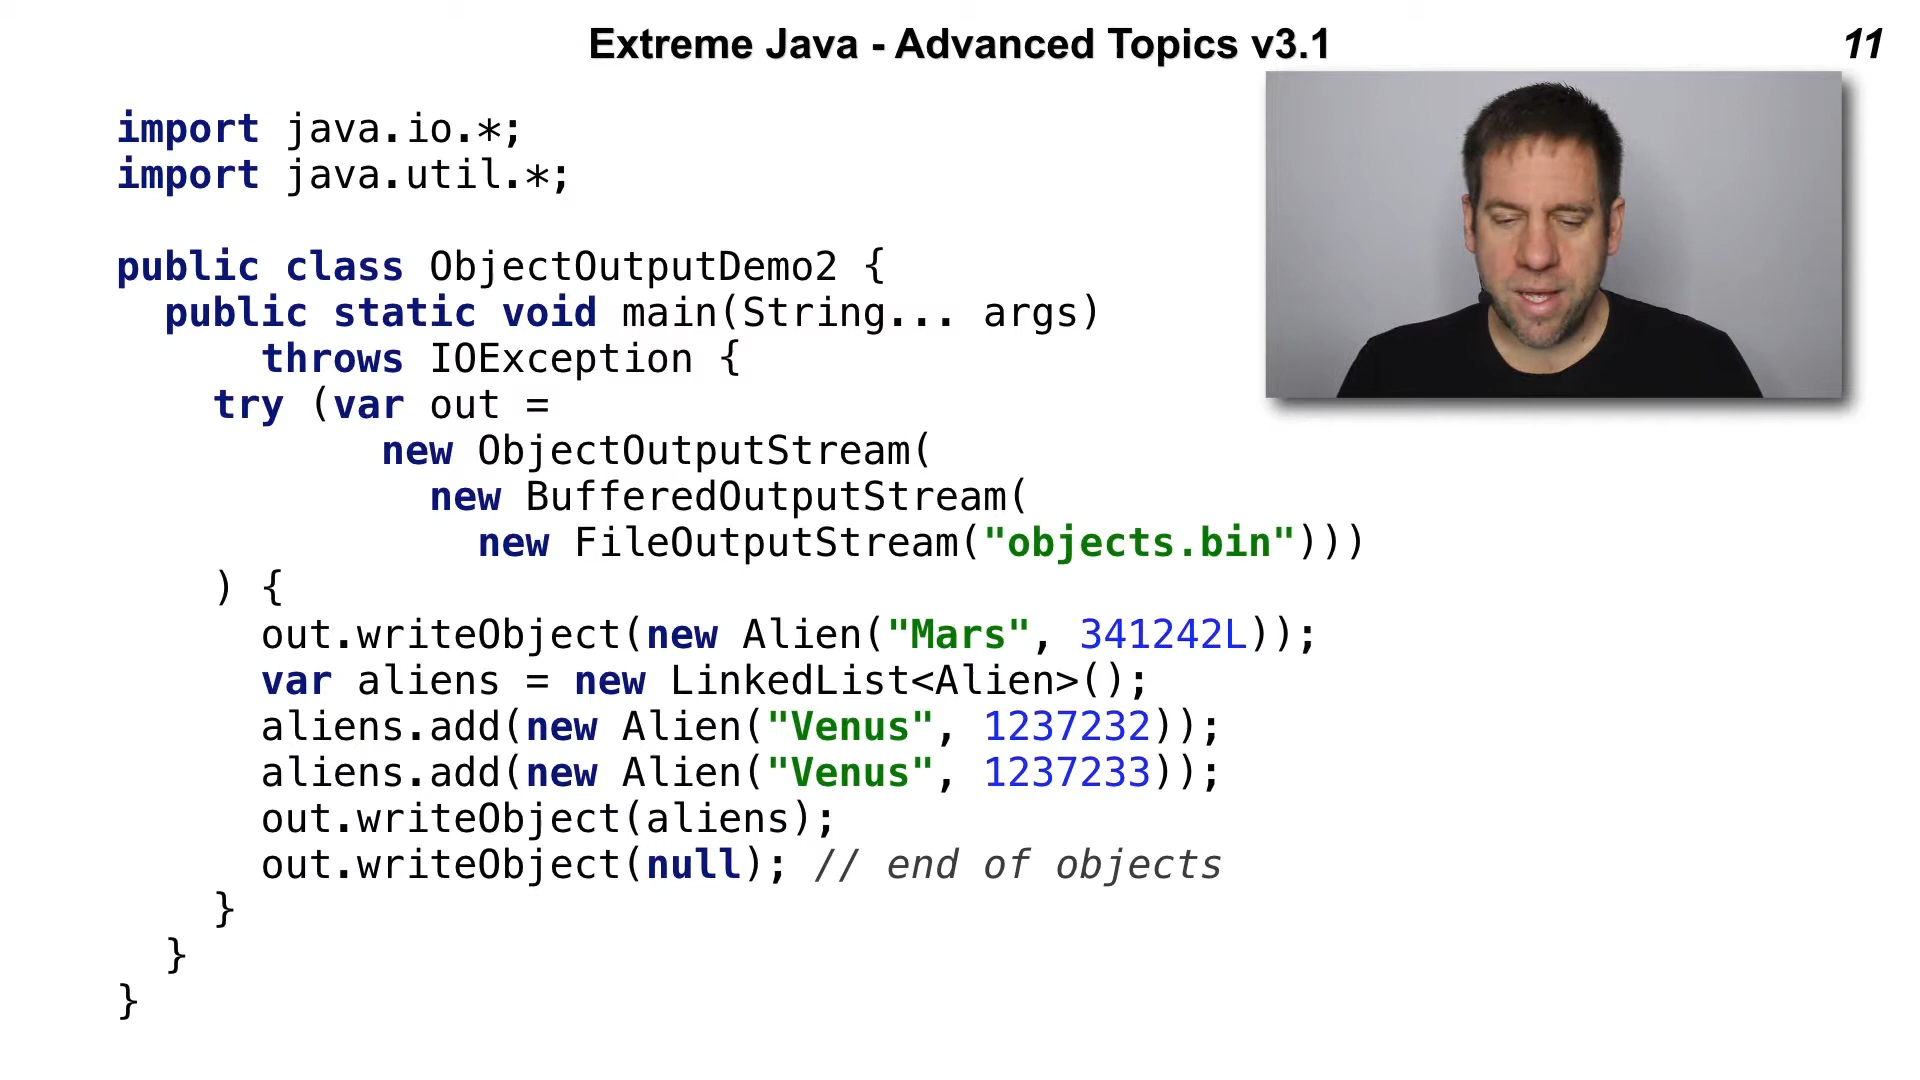 Extreme Java - Advanced Topics v3.1
11
import java.io.*;
import java.util.*;
public class ObjectOutputDemo2 {
public static void main(String... args)
throws IOException {
try (var out =
new ObjectOutputStream(
new BufferedOutputStream(
new FileOutputStream("objects.bin")))
) {
out.writeObject(new Alien("Mars", 341242L));
var aliens = new LinkedList<Alien>();
aliens.add(new Alien("Venus", 1237232));
aliens.add(new Alien("Venus", 1237233));
out.writeObject(aliens);
out.writeObject(null); // end of objects
}
}
}